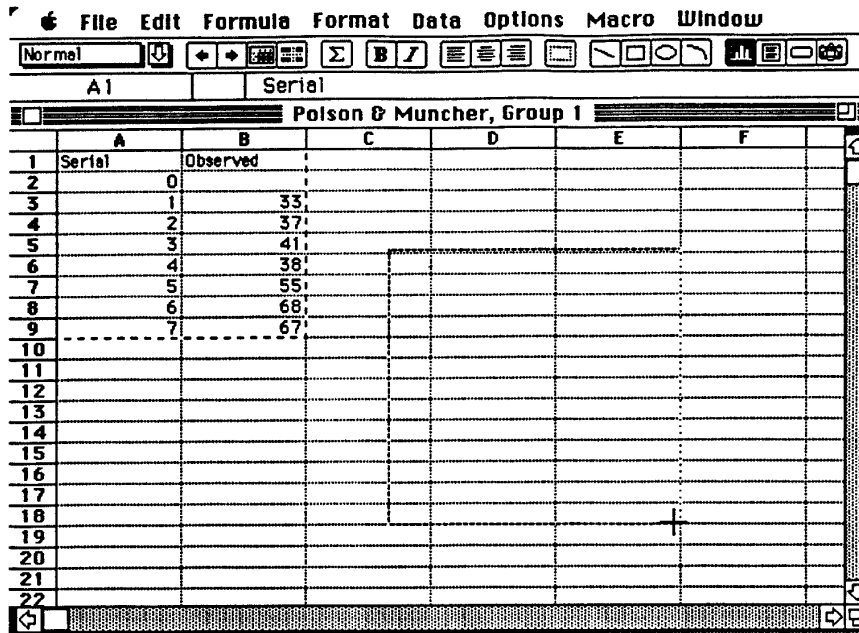 File Edit Formula Format Data Options Macro Window
Normal Σ B I
A1 Serial
Polson & Muncher, Group 1
A B C D E F
1 Serial Observed
2 0
3 1 33
4 2 37
5 3 41
6 4 38
7 5 55
8 6 68
9 7 67
10
11
12
13
14
15
16
17
18
19
20
21
22